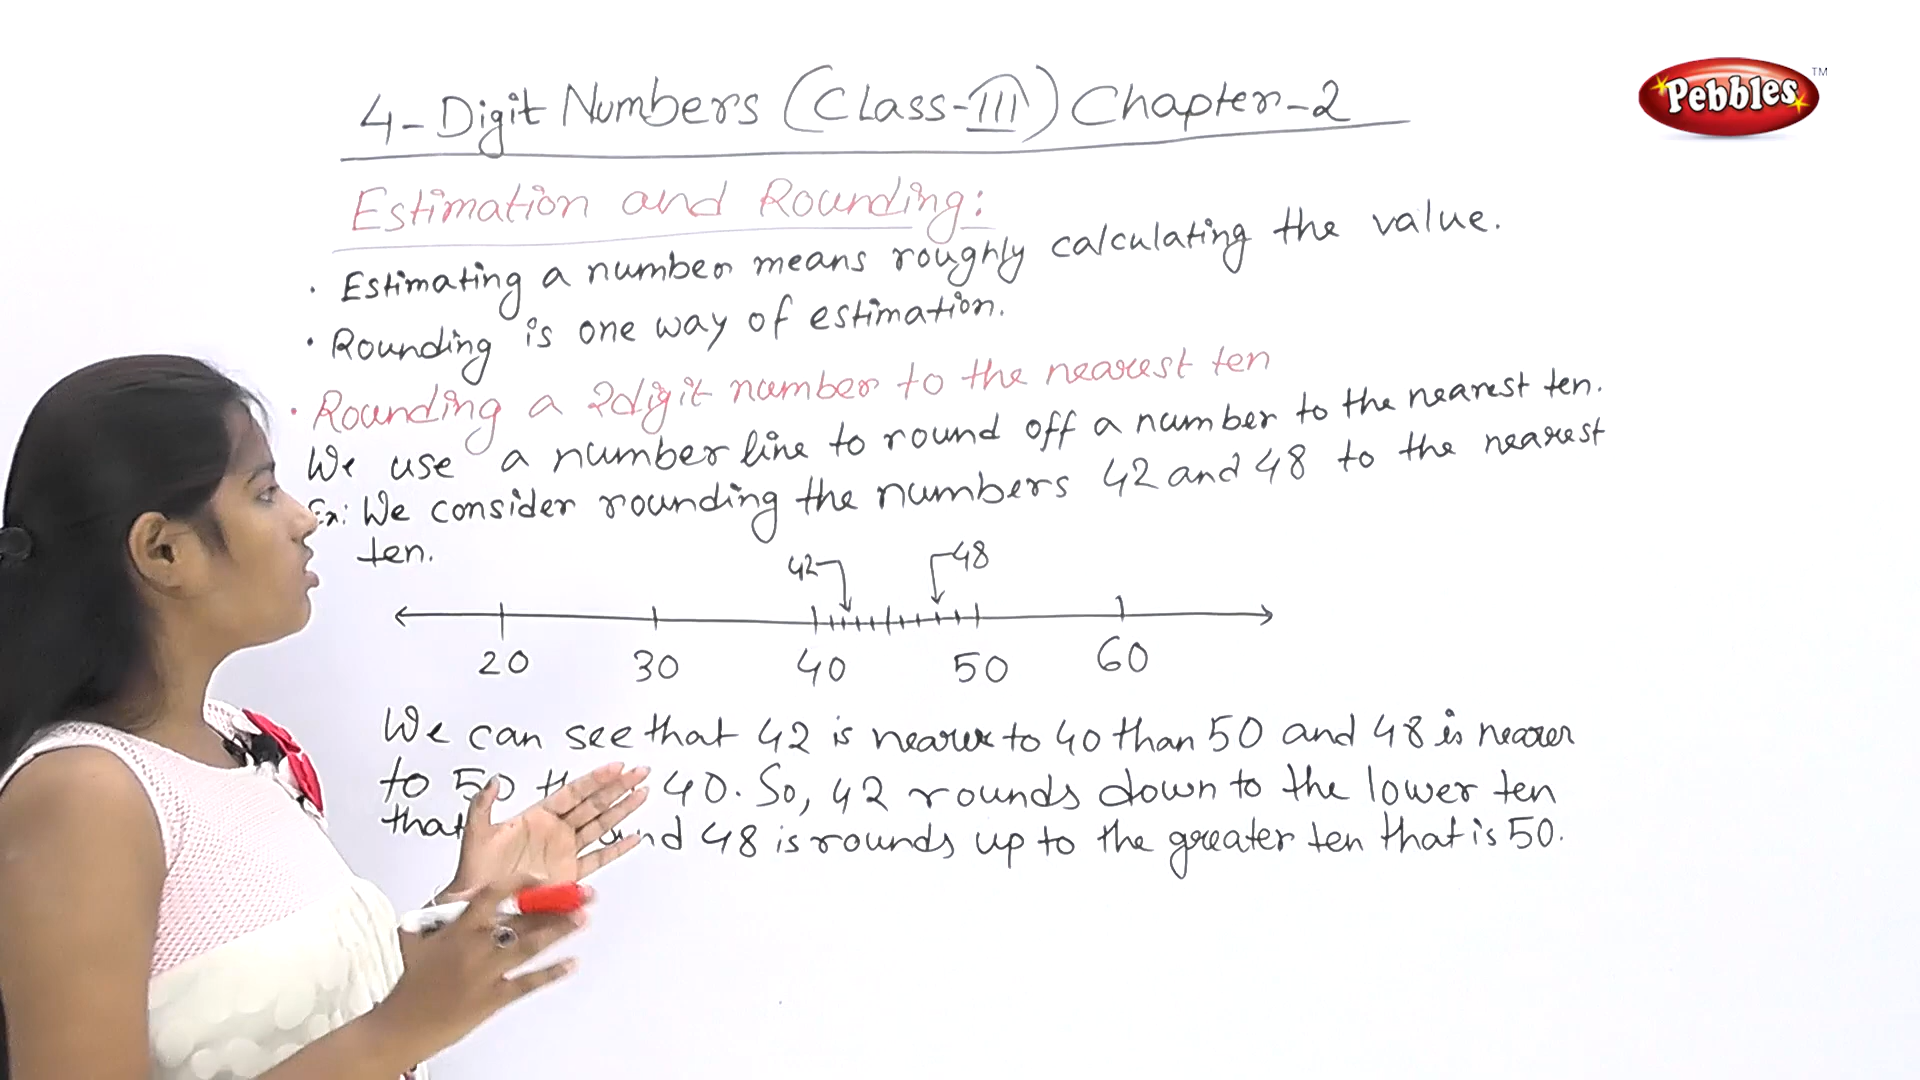 4-Digit Numbers (Class-III) Chapter-2
Pebbles™
Estimation and Rounding:
· Estimating a number means roughly calculating the value.
· Rounding is one way of estimation.
· Rounding a 2digit number to the nearest ten
We use a number line to round off a number to the nearest ten.
Ex: We consider rounding the numbers 42 and 48 to the nearest
ten.
42 48
20 30 40 50 60
We can see that 42 is nearer to 40 than 50 and 48 is nearer
to 50 40. So, 42 rounds down to the lower ten
that and 48 is rounds up to the greater ten that is 50.